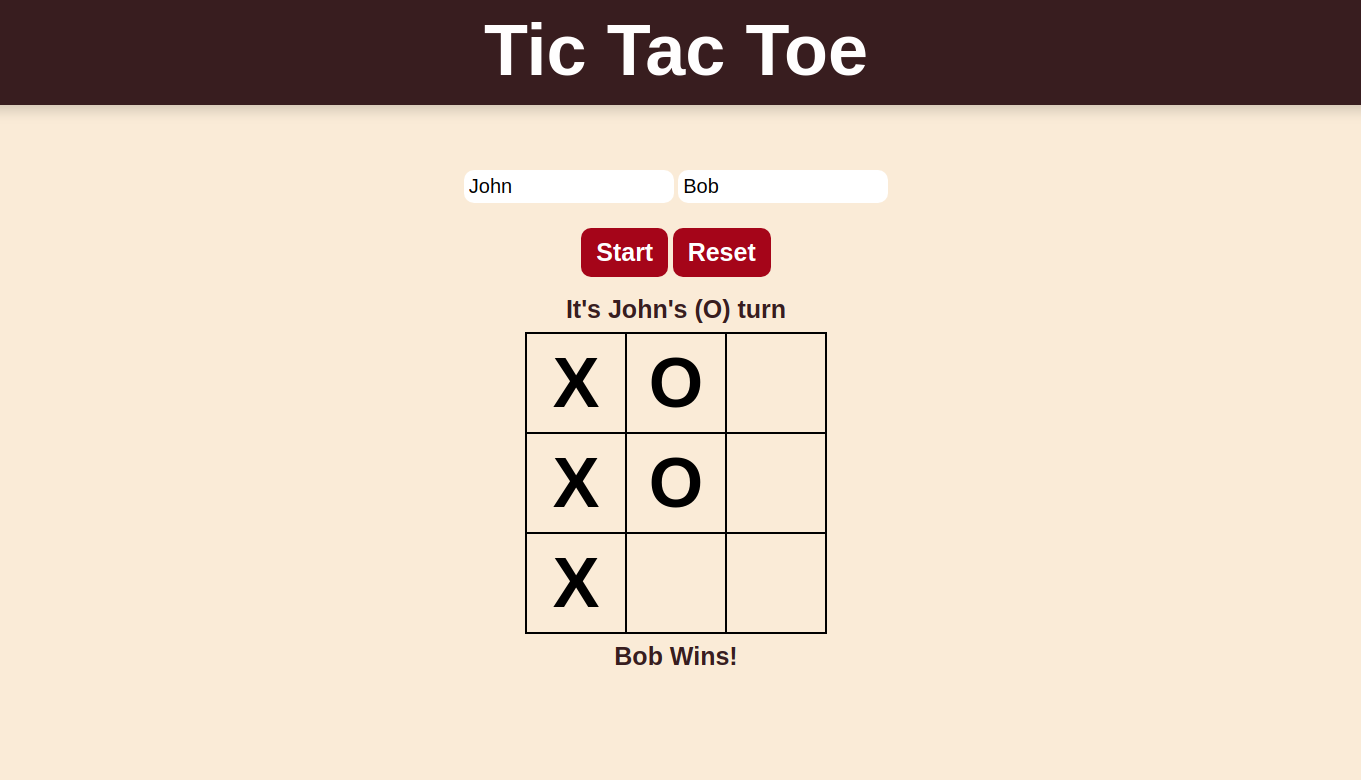 Tic Tac Toe
John Bob
Start Reset
It's John's (O) turn
X O
X O
X
Bob Wins!